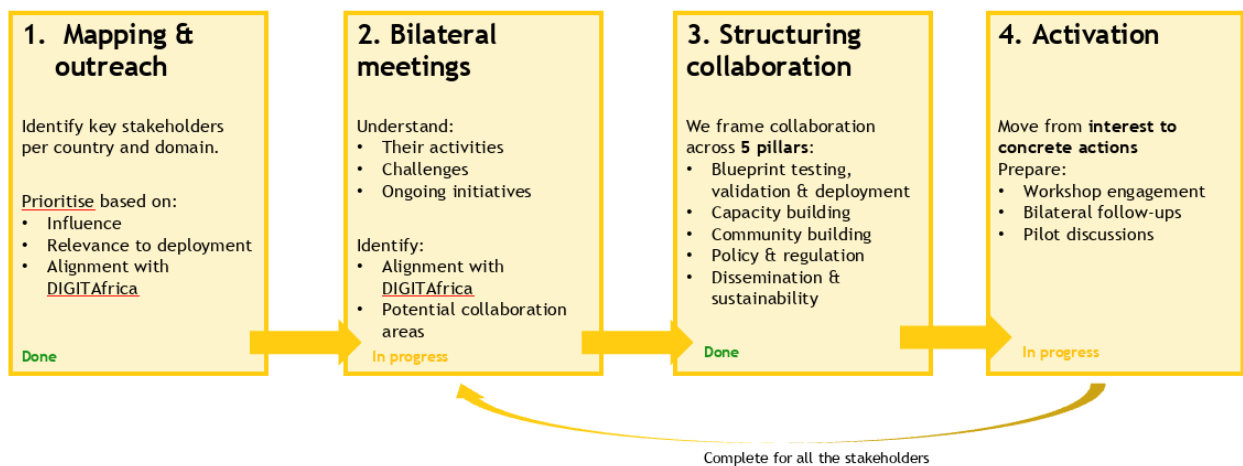 1. Mapping &
outreach
Identify key stakeholders
per country and domain.
Prioritise based on:
• Influence
• Relevance to deployment
• Alignment with
DIGITAfrica
Done
2. Bilateral
meetings
Understand:
• Their activities
• Challenges
• Ongoing initiatives
Identify:
• Alignment with
DIGITAfrica
• Potential collaboration
areas
In progress
3. Structuring
collaboration
We frame collaboration
across 5 pillars:
• Blueprint testing,
validation & deployment
• Capacity building
• Community building
• Policy & regulation
• Dissemination &
sustainability
Done
4. Activation
Move from interest to
concrete actions
Prepare:
• Workshop engagement
• Bilateral follow-ups
• Pilot discussions
In progress
Complete for all the stakeholders